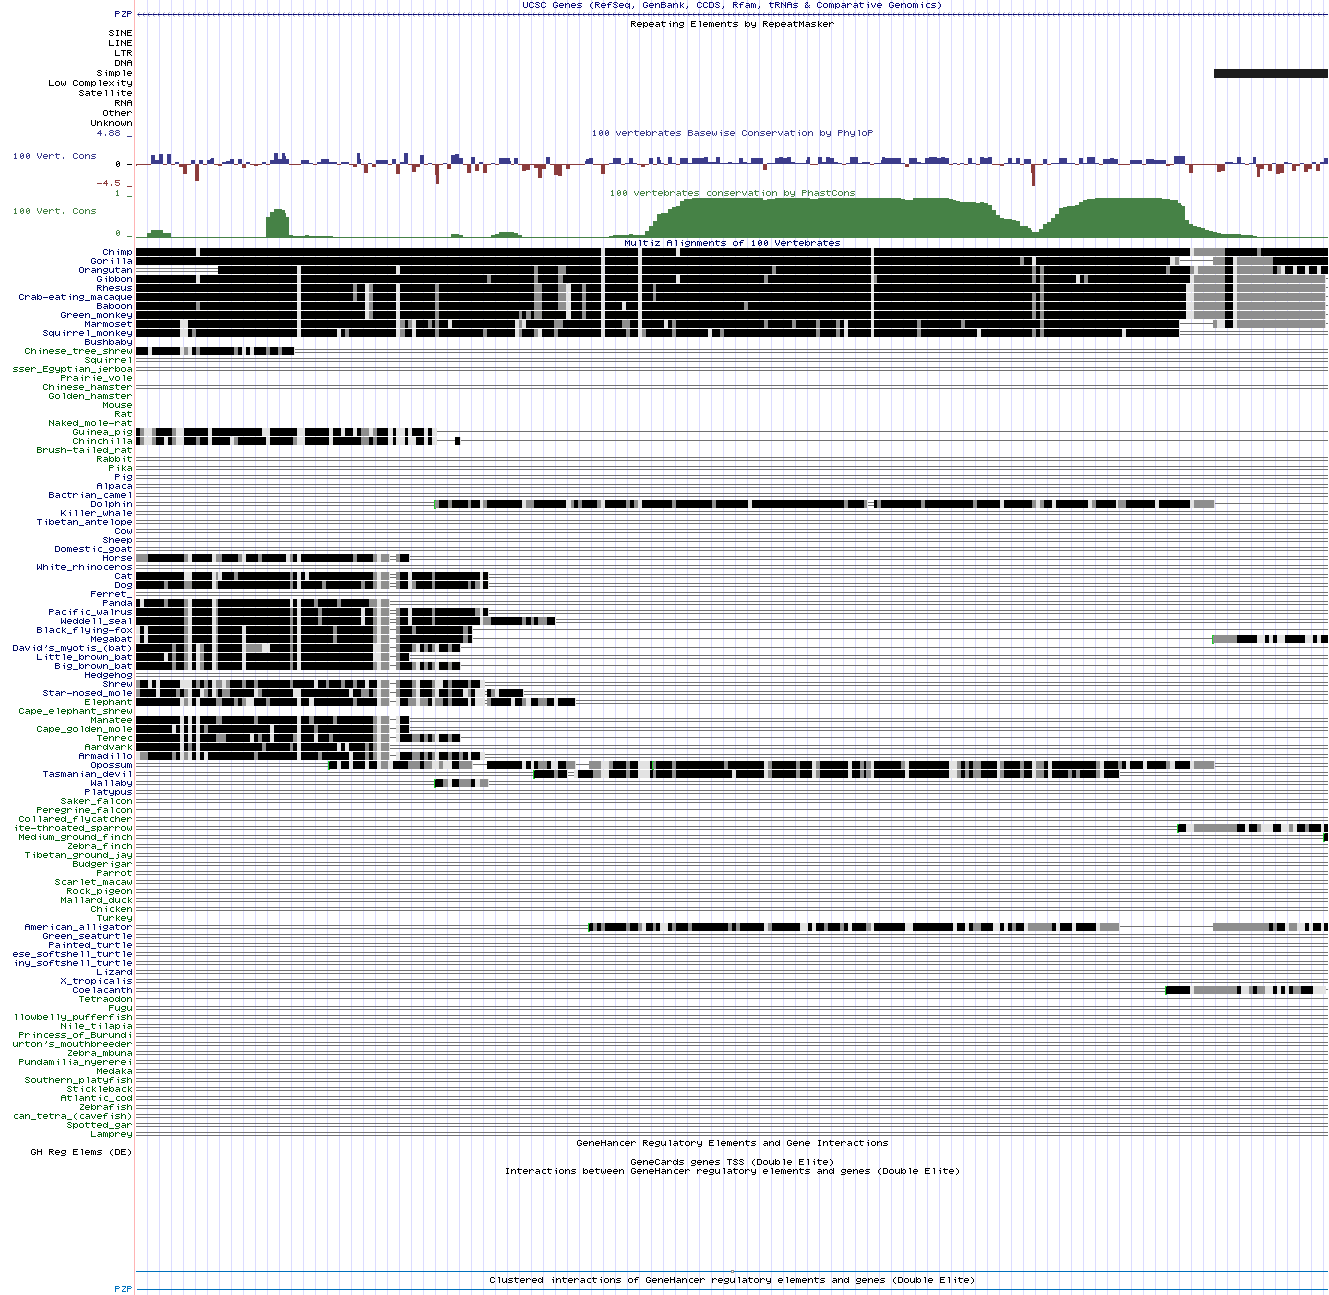 UCSC Genes (RefSeq, GenBank, CCDS, Rfam, tRNAs & Comparative Genomics)
PZP
Repeating Elements by RepeatMasker
SINE
LINE
LTR
DNA
Simple
Low Complexity
Satellite
RNA
Other
Unknown
4.88 _
100 vertebrates Basewise Conservation by PhyloP
100 Vert. Cons
0 -
-4.5 _
1 _
100 vertebrates conservation by PhastCons
100 Vert. Cons
0 _
Multiz Alignments of 100 Vertebrates
Chimp
Gorilla
Orangutan
Gibbon
Rhesus
Crab-eating_macaque
Baboon
Green_monkey
Marmoset
Squirrel_monkey
Bushbaby
Chinese_tree_shrew
Squirrel
sser_Egyptian_jerboa
Prairie_vole
Chinese_hamster
Golden_hamster
Mouse
Rat
Naked_mole-rat
Guinea_pig
Chinchilla
Brush-tailed_rat
Rabbit
Pika
Pig
Alpaca
Bactrian_camel
Dolphin
Killer_whale
Tibetan_antelope
Cow
Sheep
Domestic_goat
Horse
White_rhinoceros
Cat
Dog
Ferret_
Panda
Pacific_walrus
Weddell_seal
Black_flying-fox
Megabat
David's_myotis_(bat)
Little_brown_bat
Big_brown_bat
Hedgehog
Shrew
Star-nosed_mole
Elephant
Cape_elephant_shrew
Manatee
Cape_golden_mole
Tenrec
Aardvark
Armadillo
Opossum
Tasmanian_devil
Wallaby
Platypus
Saker_falcon
Peregrine_falcon
Collared_flycatcher
ite-throated_sparrow
Medium_ground_finch
Zebra_finch
Tibetan_ground_jay
Budgerigar
Parrot
Scarlet_macaw
Rock_pigeon
Mallard_duck
Chicken
Turkey
American_alligator
Green_seaturtle
Painted_turtle
ese_softshell_turtle
iny_softshell_turtle
Lizard
X_tropicalis
Coelacanth
Tetraodon
Fugu
llowbelly_pufferfish
Nile_tilapia
Princess_of_Burundi
urton's_mouthbreeder
Zebra_mbuna
Pundamilia_nyererei
Medaka
Southern_platyfish
Stickleback
Atlantic_cod
Zebrafish
can_tetra_(cavefish)
Spotted_gar
Lamprey
GeneHancer Regulatory Elements and Gene Interactions
GH Reg Elems (DE)
GeneCards genes TSS (Double Elite)
Interactions between GeneHancer regulatory elements and genes (Double Elite)
Clustered interactions of GeneHancer regulatory elements and genes (Double Elite)
PZP